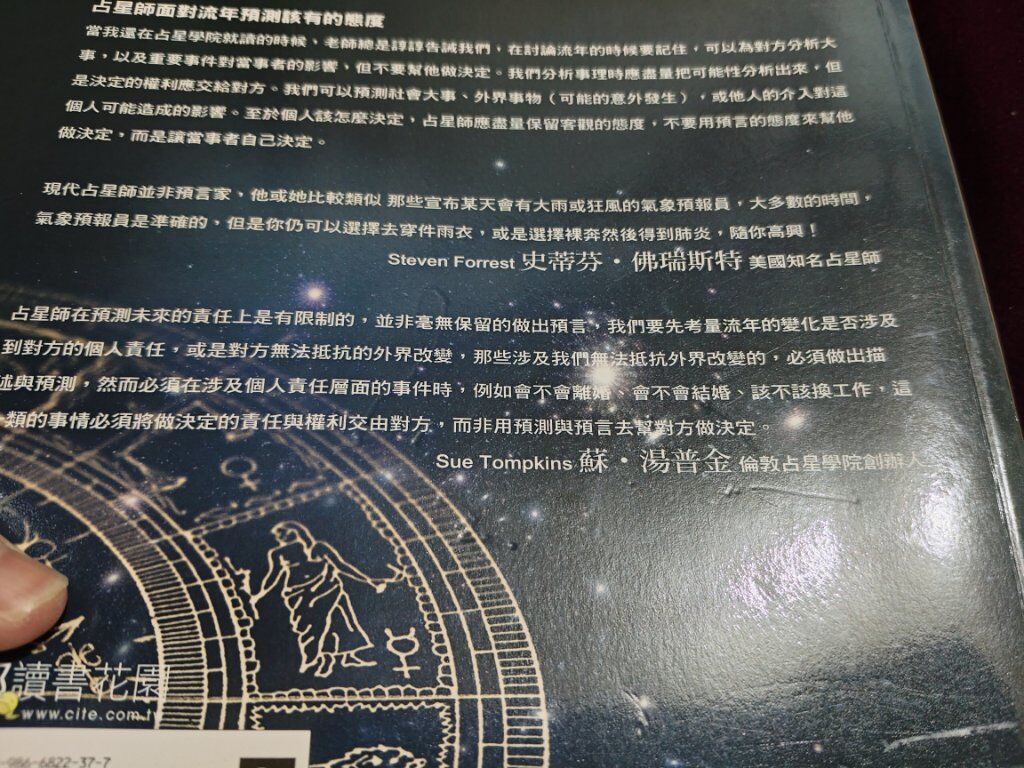 占星師面對流年預測該有的態度
當我還在占星學院就讀的時候、老師總是諄諄告誡我們，在討論流年的時候要記住，可以為對方分析大
事，以及重要事件對當事者的影響、但不要幫他做決定。我們分析事理時應盡量把可能性分析出來，但
是決定的權利應交給對方。我們可以預測社會大事、外界事物（可能的意外發生），或他人的介入對這
個人可能造成的影響。至於個人該怎麼決定，占星師應盡量保留客觀的態度，不要用預言的態度來幫他
做決定，而是讓當事者自己決定。
現代占星師並非預言家、他或她比較類似 那些宣布某天會有大雨或狂風的氣象預報員，大多數的時間，
氣象預報員是準確的，但是你仍可以選擇去穿件雨衣，或是選擇裸奔然後得到肺炎，隨你高興！
Steven Forrest 史蒂芬・佛瑞斯特 美國知名占星師
占星師在預測未來的責任上是有限制的，並非毫無保留的做出預言，我們要先考量流年的變化是否涉及
到對方的個人責任，或是對方無法抵抗的外界改變，那些涉及我們無法抵抗外界改變的，必須做出描
述與預測，然而必須在涉及個人責任層面的事件時，例如會不會離婚、會不會結婚、該不該換工作，這
類的事情必須將做決定的責任與權利交由對方，而非用預測與預言去幫對方做決定。
Sue Tompkins 蘇・湯普金 倫敦占星學院創辦人
讀書花園
www.cite.com.tw
-986-6822-37-7